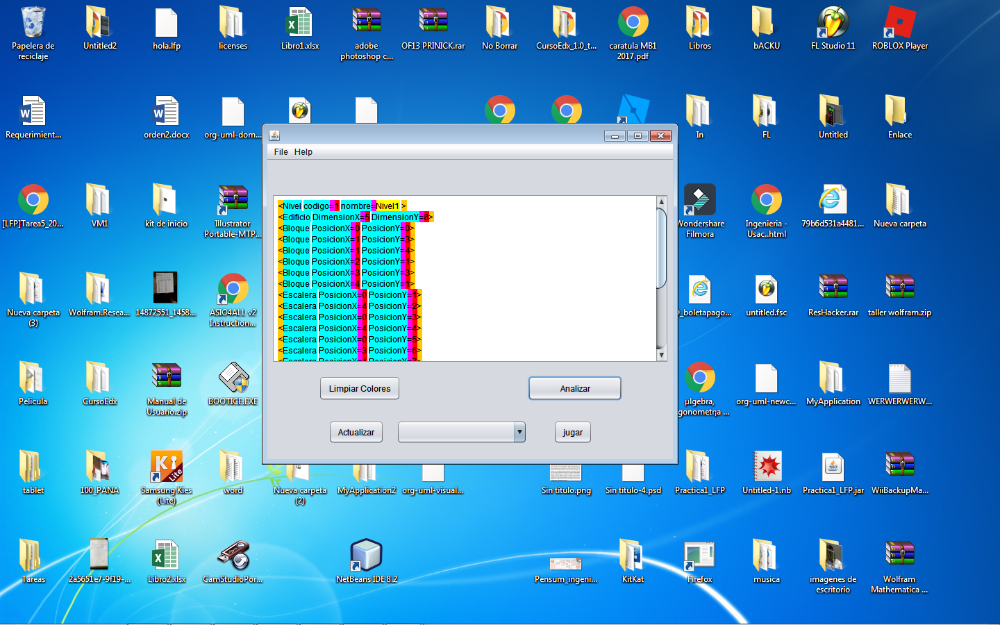 Papelera de
reciclaje
Untitled2
hola.lfp
licenses
Libro1.xlsx
adobe
photoshop c...
OF13 PRINICK.rar
No Borrar
CursoEdx_1.0_t...
caratula MB1
2017.pdf
Libros
bACKU
FL Studio 11
ROBLOX Player
Requerimient...
orden2.docx
org-uml-dom...
In
FL
Untitled
Enlace
File Help
<Nivel codigo=1 nombre=Nivel1 >
<Edificio DimensionX=5 DimensionY=8>
<Bloque PosicionX=0 PosicionY=0>
<Bloque PosicionX=1 PosicionY=3>
<Bloque PosicionX=1 PosicionY=4>
<Bloque PosicionX=2 PosicionY=1>
<Bloque PosicionX=3 PosicionY=3>
<Bloque PosicionX=4 PosicionY=1>
<Escalera PosicionX=0 PosicionY=1>
<Escalera PosicionX=4 PosicionY=2>
<Escalera PosicionX=0 PosicionY=3>
<Escalera PosicionX=4 PosicionY=4>
<Escalera PosicionX=0 PosicionY=5>
<Escalera PosicionX=3 PosicionY=6>
Limpiar Colores
Analizar
Actualizar
jugar
[LFP]Tarea5_20...
VM1
kit de inicio
Illustrator
Portable-MTP...
Wondershare
Filmora
Ingenieria -
Usac..html
79b6d531a4481...
Nueva carpeta
Nueva carpeta
(3)
Wolfram.Resea...
14872551_1458...
ASIO4ALL v2
Instruction...
_boletapago...
untitled.fsc
ResHacker.rar
taller wolfram.zip
Pelicula
CursoEdx
Manual de
Usuario.zip
BOOTICE.EXE
µlgebra,
gonometr¡a ...
org-uml-newc...
MyApplication
WERWERWERW...
tablet
100_PANA
Samsung Kies
(Lite)
word
Nueva carpeta
(2)
MyApplication2
org-uml-visual...
Sin título.png
Sin título-4.psd
Practica1_LFP
Untitled-1.nb
Practica1_LFP.jar
WiiBackupMa...
Tareas
2a5651e7-9f19-...
Libro2.xlsx
CamStudioPor...
NetBeans IDE 8.2
Pensum_ingeni...
KitKat
Firefox
musica
imagenes de
escritorio
Wolfram
Mathematica ...